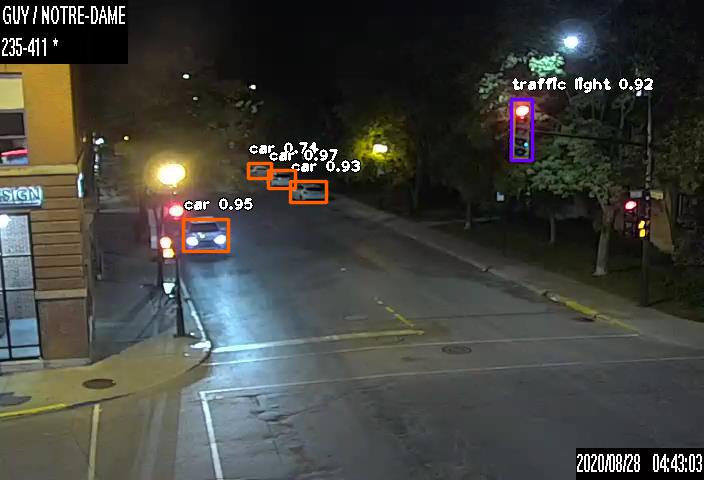 GUY / NOTRE-DAME
235-411 *
traffic light 0.92
car 0.74
car 0.97
car 0.93
car 0.95
SIGN
2020/08/28 04:43:03